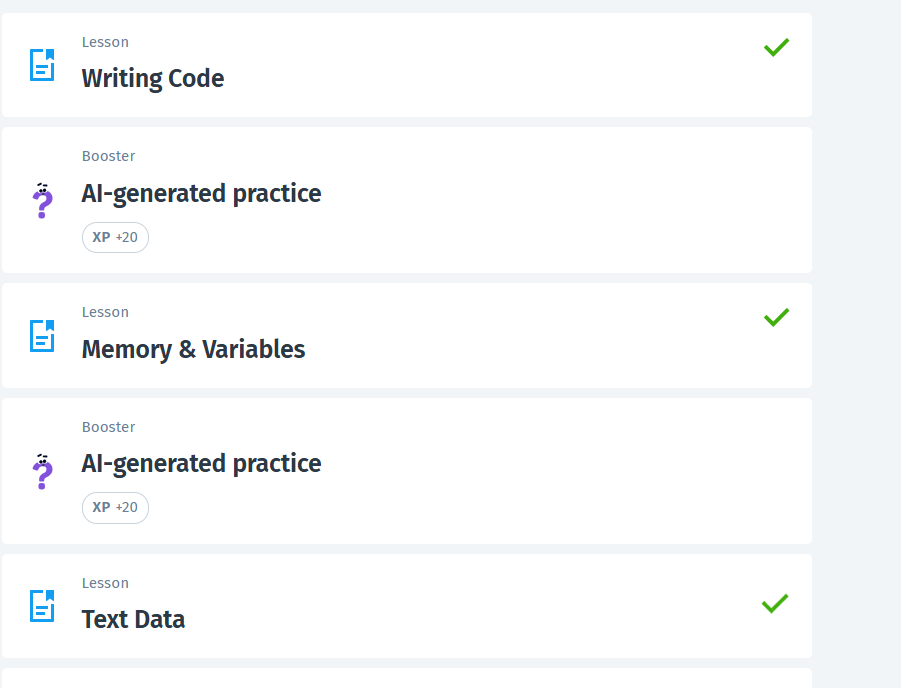 Lesson
Writing Code
Booster
AI-generated practice
XP +20
Lesson
Memory & Variables
Booster
AI-generated practice
XP +20
Lesson
Text Data